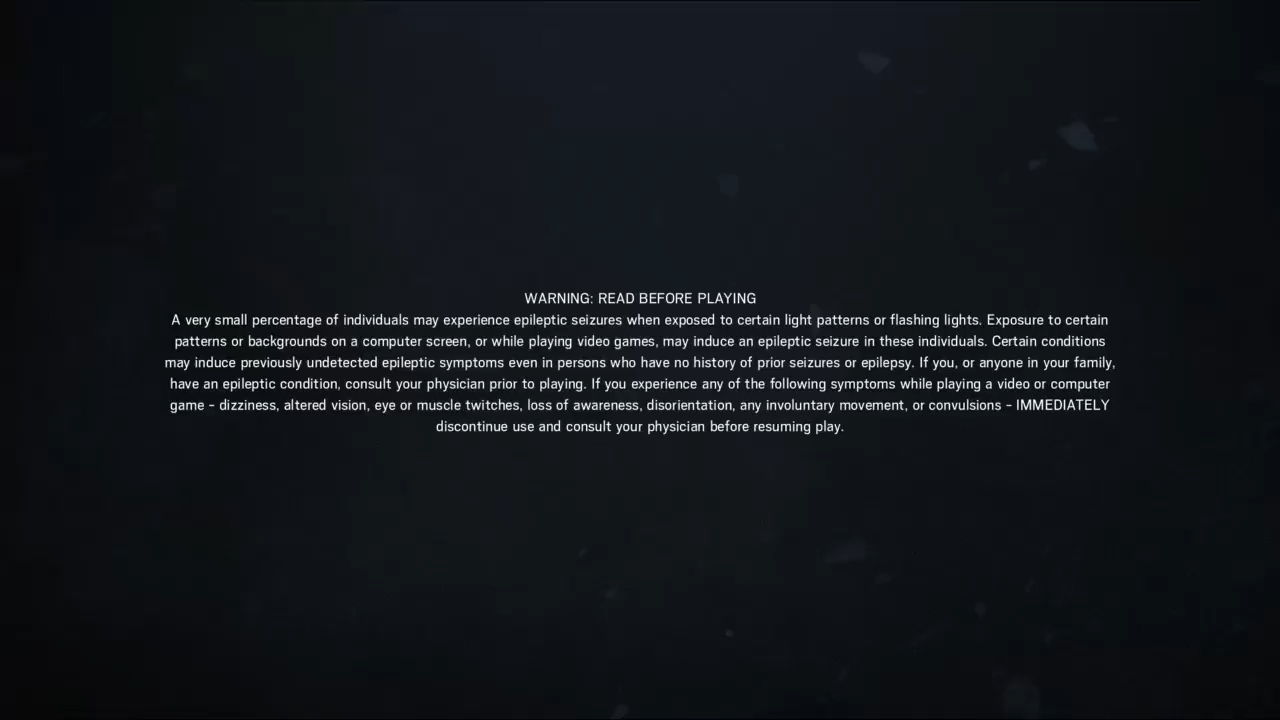 WARNING: READ BEFORE PLAYING
A very small percentage of individuals may experience epileptic seizures when exposed to certain light patterns or flashing lights. Exposure to certain
patterns or backgrounds on a computer screen, or while playing video games, may induce an epileptic seizure in these individuals. Certain conditions
may induce previously undetected epileptic symptoms even in persons who have no history of prior seizures or epilepsy. If you, or anyone in your family,
have an epileptic condition, consult your physician prior to playing. If you experience any of the following symptoms while playing a video or computer
game – dizziness, altered vision, eye or muscle twitches, loss of awareness, disorientation, any involuntary movement, or convulsions – IMMEDIATELY
discontinue use and consult your physician before resuming play.